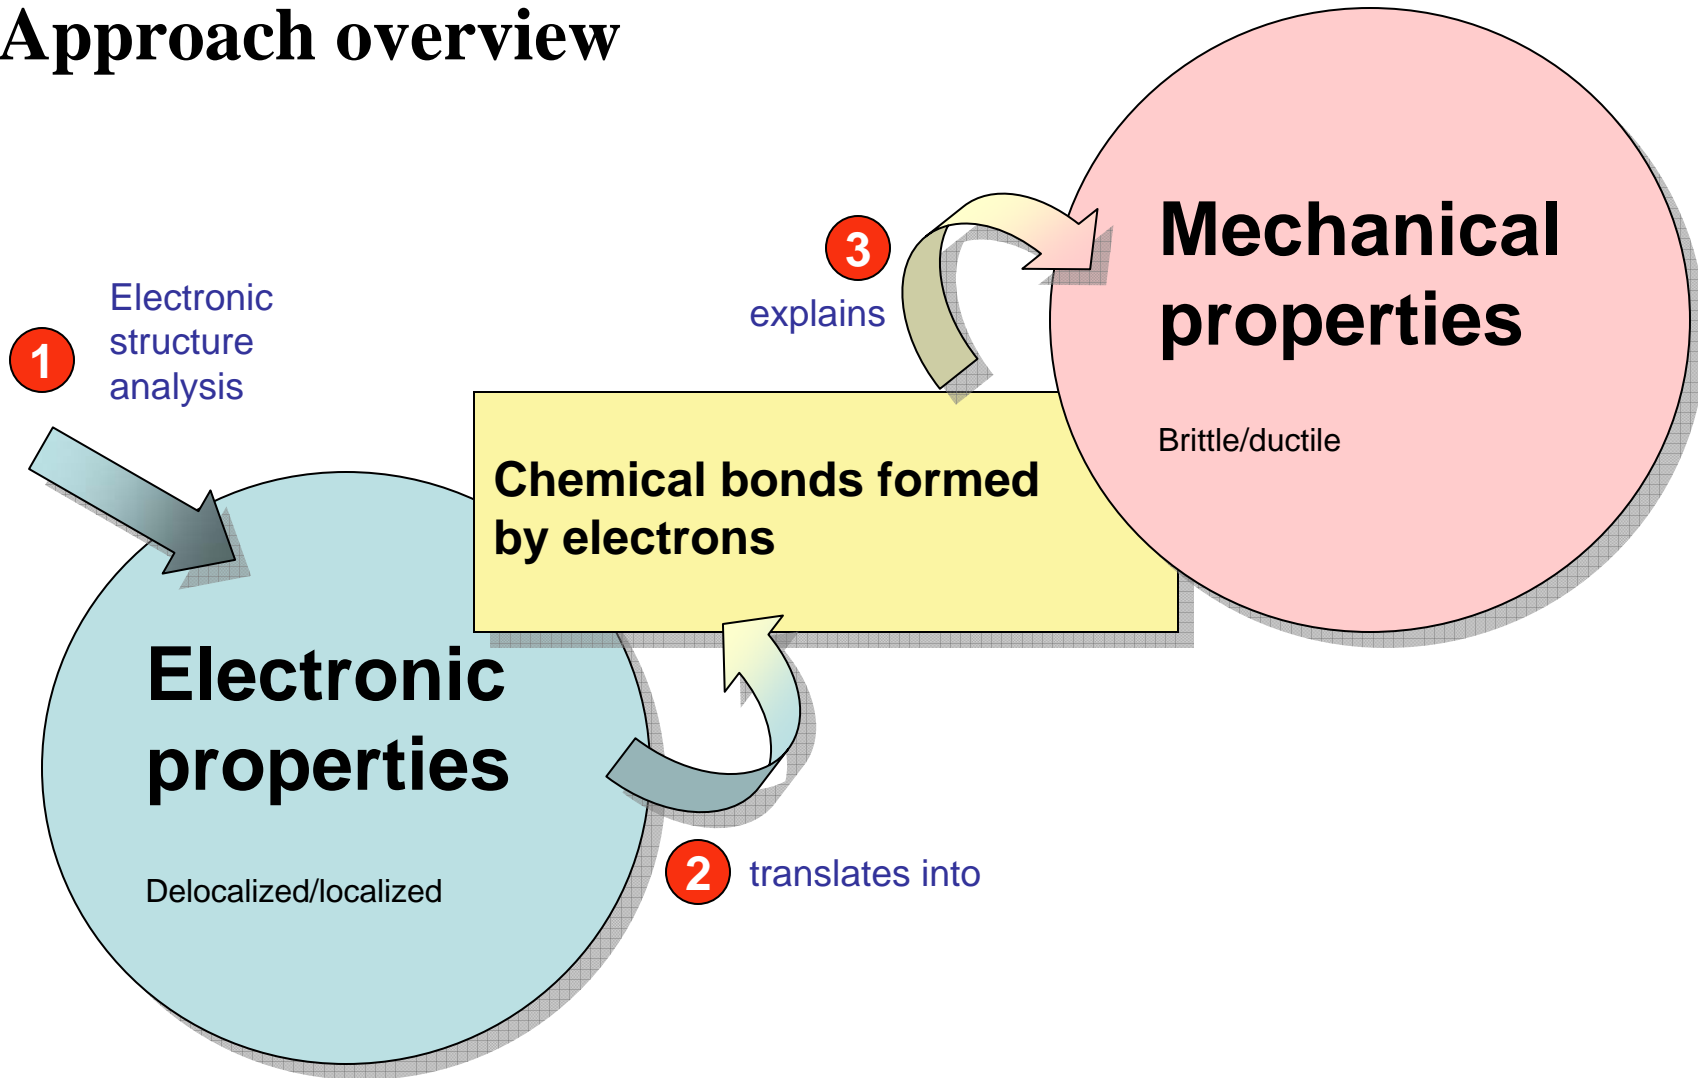 Approach overview
1
Electronic
structure
analysis
Electronic
properties
Delocalized/localized
2
translates into
Chemical bonds formed
by electrons
3
explains
Mechanical
properties
Brittle/ductile